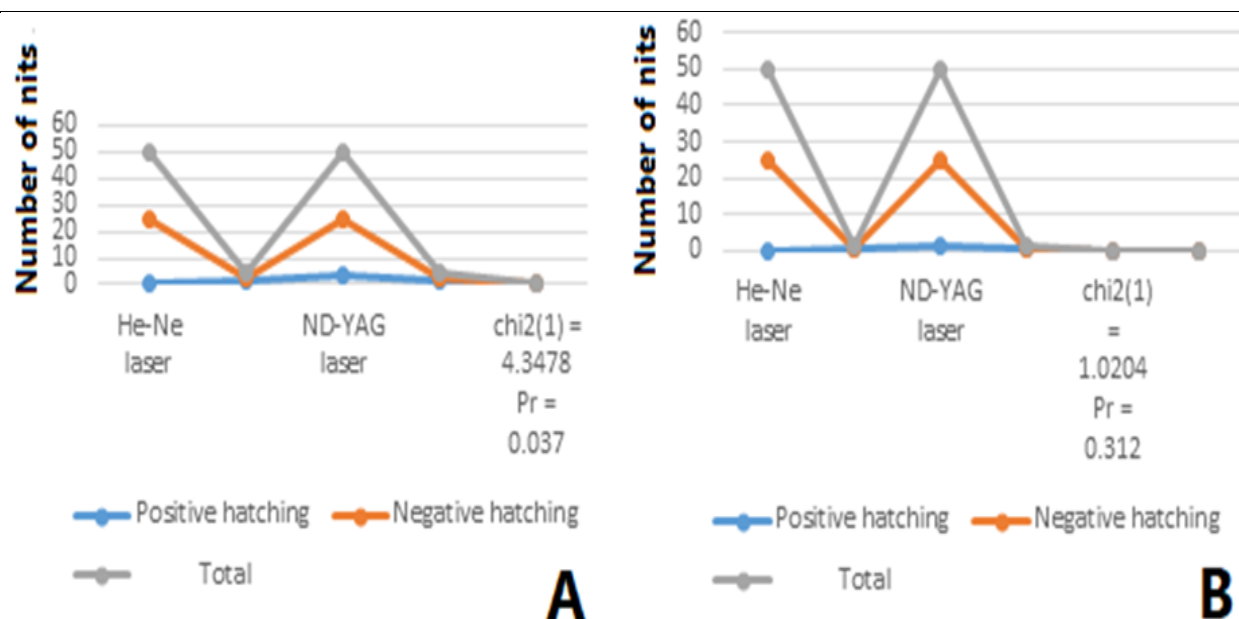 Number of nits
60
50
40
30
20
10
0
He-Ne
laser
ND-YAG
laser
chi2(1) =
4.3478
Pr =
0.037
Positive hatching
Negative hatching
Total
A
Number of nits
60
50
40
30
20
10
0
He-Ne
laser
ND-YAG
laser
chi2(1)
=
1.0204
Pr =
0.312
Positive hatching
Negative hatching
Total
B